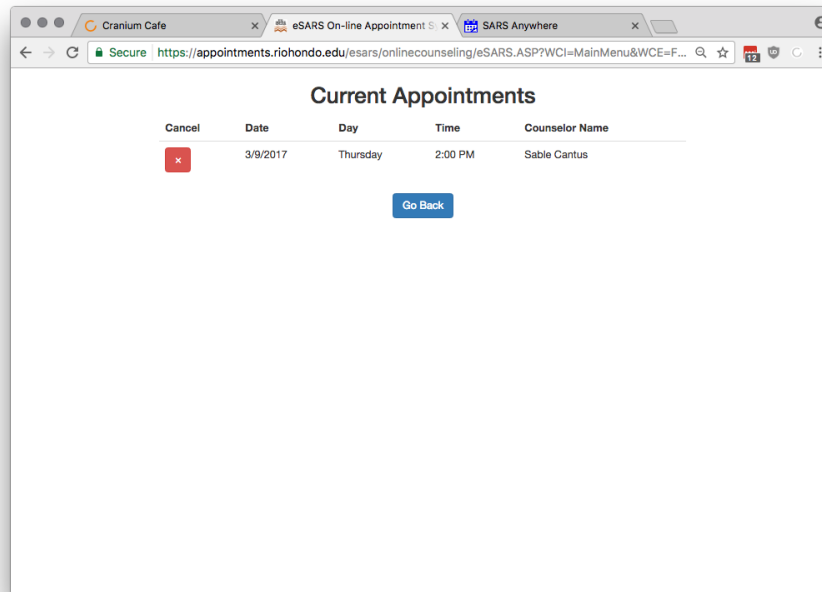 Cranium Cafe
eSARS On-line Appointment S
SARS Anywhere
Secure https://appointments.riohondo.edu/esars/onlinecounseling/eSARS.ASP?WCI=MainMenu&WCE=F...
12
Current Appointments
Cancel Date Day Time Counselor Name
× 3/9/2017 Thursday 2:00 PM Sable Cantus
Go Back